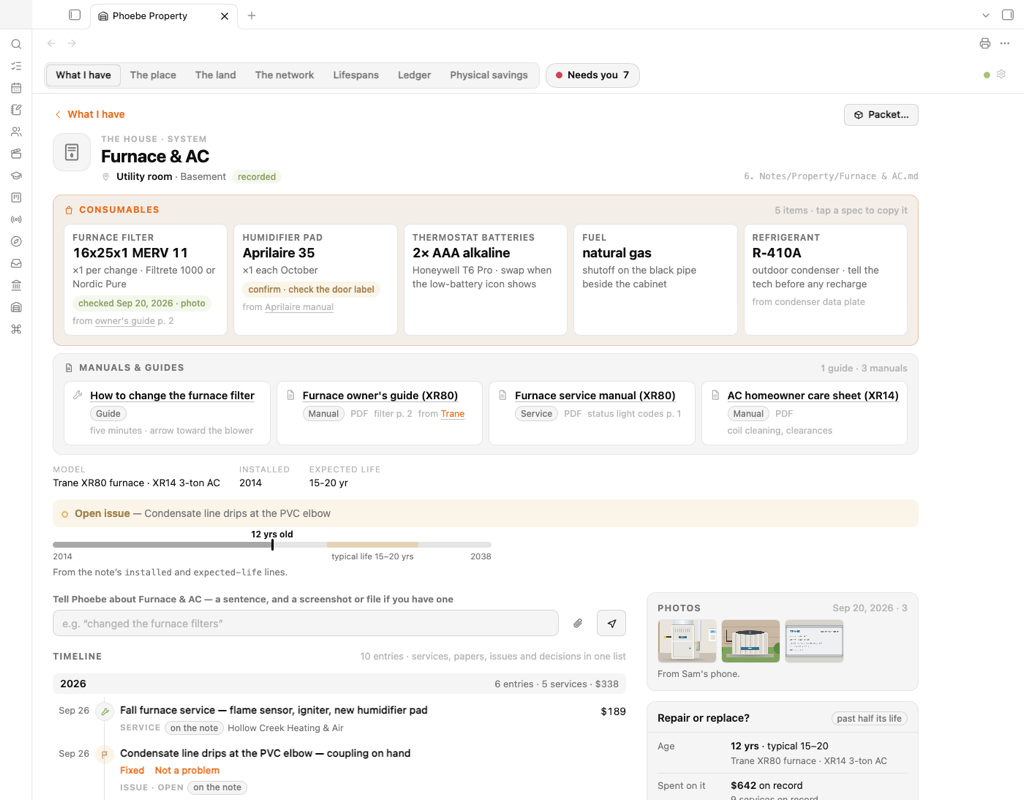 Phoebe Property
What I have
The place
The land
The network
Lifespans
Ledger
Physical savings
Needs you 7
What I have
Packet...
THE HOUSE · SYSTEM
Furnace & AC
Utility room · Basement recorded
6. Notes/Property/Furnace & AC.md
CONSUMABLES
5 items · tap a spec to copy it
FURNACE FILTER
16x25x1 MERV 11
×1 per change · Filtrete 1000 or
Nordic Pure
checked Sep 20, 2026 · photo
from owner's guide p. 2
HUMIDIFIER PAD
Aprilaire 35
×1 each October
confirm · check the door label
from Aprilaire manual
THERMOSTAT BATTERIES
2× AAA alkaline
Honeywell T6 Pro · swap when
the low-battery icon shows
FUEL
natural gas
shutoff on the black pipe
beside the cabinet
REFRIGERANT
R-410A
outdoor condenser · tell the
tech before any recharge
from condenser data plate
MANUALS & GUIDES
1 guide · 3 manuals
How to change the furnace filter
Guide
five minutes · arrow toward the blower
Furnace owner's guide (XR80)
Manual PDF filter p. 2 from Trane
Furnace service manual (XR80)
Service PDF status light codes p. 1
AC homeowner care sheet (XR14)
Manual PDF
coil cleaning, clearances
MODEL
Trane XR80 furnace · XR14 3-ton AC
INSTALLED
2014
EXPECTED LIFE
15-20 yr
Open issue — Condensate line drips at the PVC elbow
12 yrs old
2014
typical life 15–20 yrs
2038
From the note's installed and expected-life lines.
Tell Phoebe about Furnace & AC — a sentence, and a screenshot or file if you have one
e.g. “changed the furnace filters”
TIMELINE
10 entries · services, papers, issues and decisions in one list
2026
6 entries · 5 services · $338
Sep 26
Fall furnace service — flame sensor, igniter, new humidifier pad
$189
SERVICE on the note Hollow Creek Heating & Air
Sep 26
Condensate line drips at the PVC elbow — coupling on hand
Fixed Not a problem
ISSUE · OPEN on the note
PHOTOS
Sep 20, 2026 · 3
From Sam's phone.
Repair or replace?
past half its life
Age
12 yrs · typical 15–20
Trane XR80 furnace · XR14 3-ton AC
Spent on it
$642 on record
9 services on record